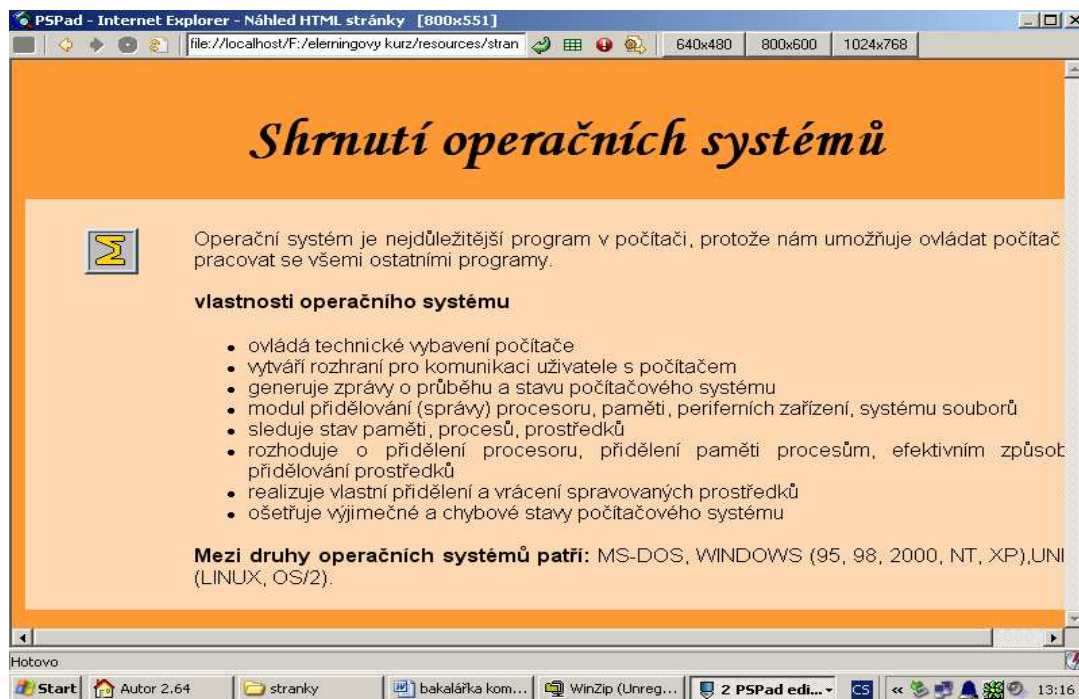 PSPad - Internet Explorer - Náhled HTML stránky [800x551]
file://localhost/F:/elerningovy kurz/resources/stran
640x480 800x600 1024x768
Shrnutí operačních systémů
Operační systém je nejdůležitější program v počítači, protože nám umožňuje ovládat počítač
pracovat se všemi ostatními programy.
vlastnosti operačního systému
• ovládá technické vybavení počítače
• vytváří rozhraní pro komunikaci uživatele s počítačem
• generuje zprávy o průběhu a stavu počítačového systému
• modul přidělování (správy) procesoru, paměti, periferních zařízení, systému souborů
• sleduje stav paměti, procesů, prostředků
• rozhoduje o přidělení procesoru, přidělení paměti procesům, efektivním způsob
přidělování prostředků
• realizuje vlastní přidělení a vrácení spravovaných prostředků
• ošetřuje výjimečné a chybové stavy počítačového systému
Mezi druhy operačních systémů patří: MS-DOS, WINDOWS (95, 98, 2000, NT, XP),UNI
(LINUX, OS/2).
Hotovo
Start Autor 2.64 stranky bakalářka kom... WinZip (Unreg... 2 PSPad edi... CS « 13:16